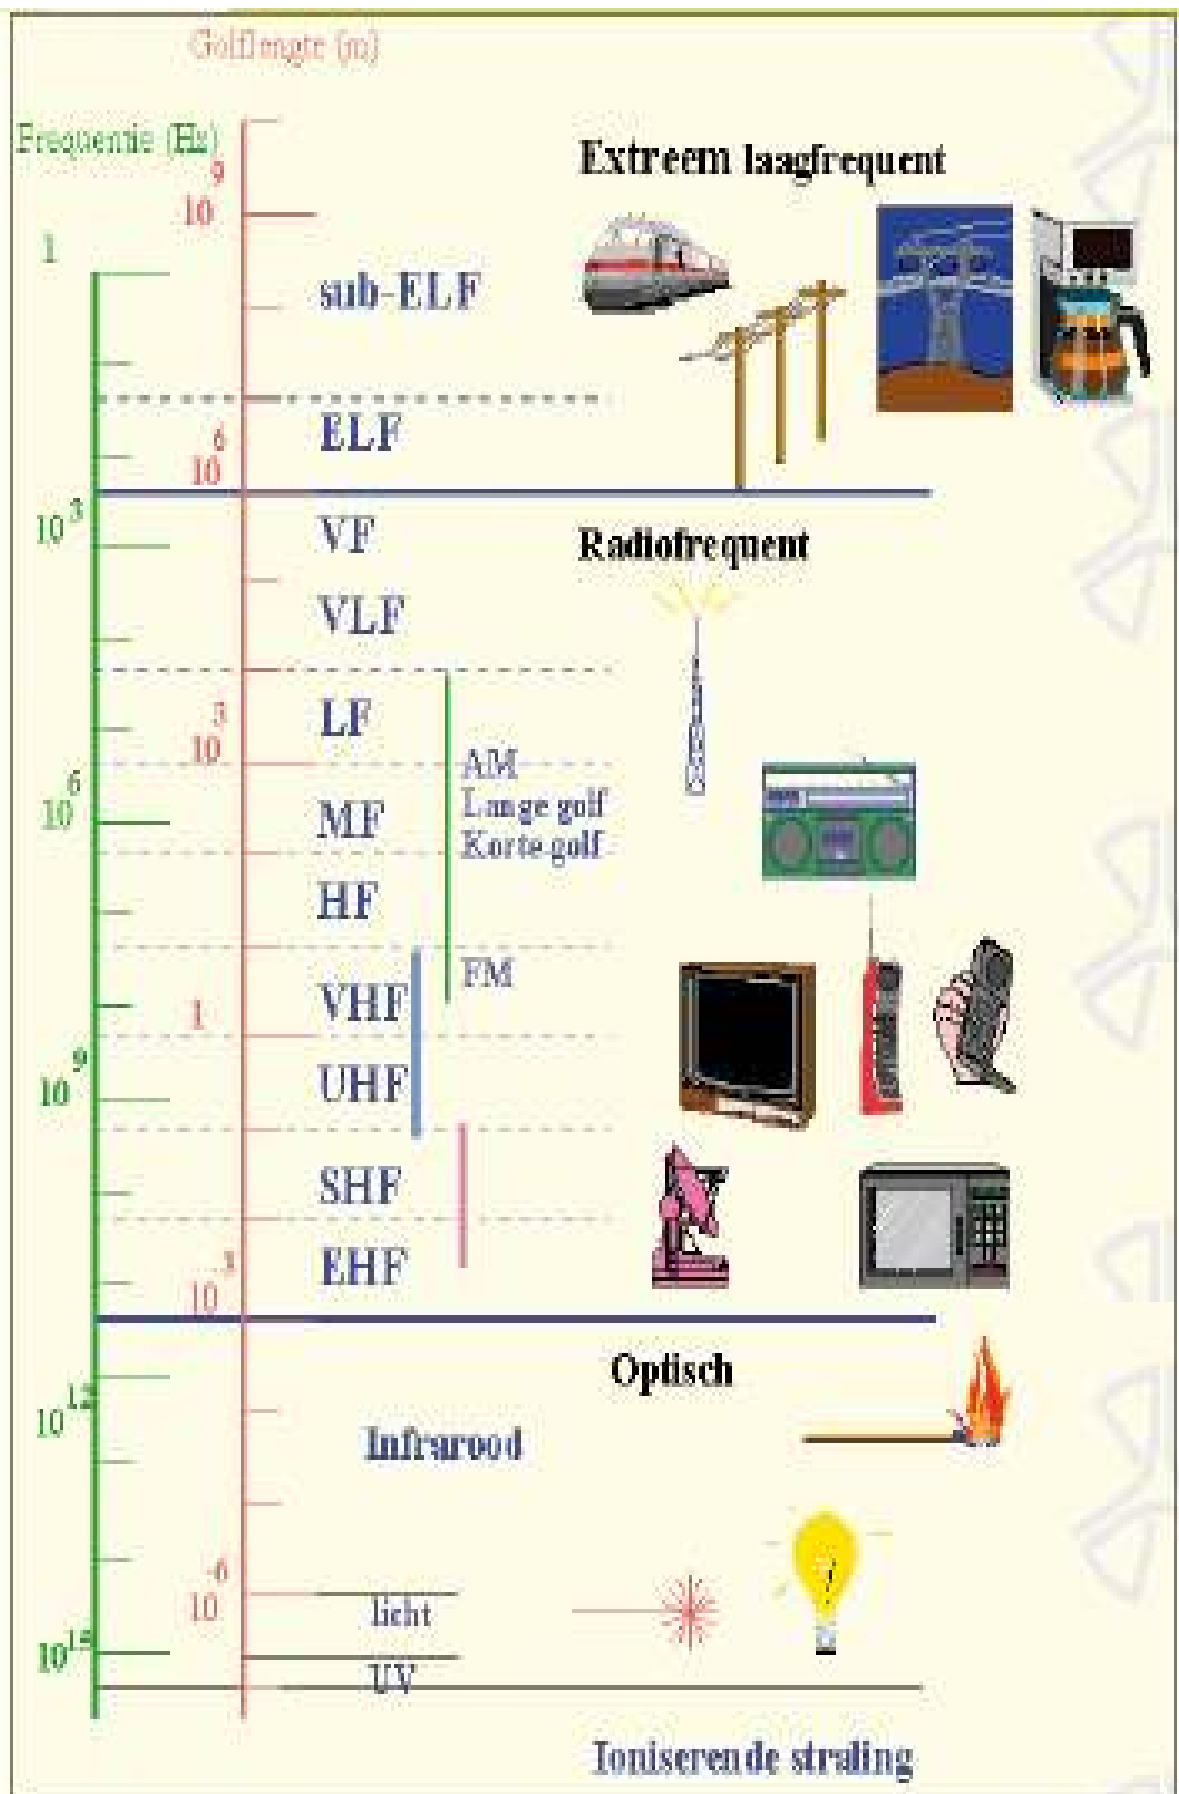 Golflengte (m)
Frequentie (Hz)
Extreem laagfrequent
10^9
1
sub-ELF
ELF
10^6
10^3
VF
Radiofrequent
VLF
LF
10^3
AM
10^6
Lange golf
MF
Korte golf
HF
FM
VHF
1
UHF
10^9
SHF
EHF
10^-3
Optisch
10^12
Infrarood
10^-6
licht
10^15
UV
Ioniserende straling